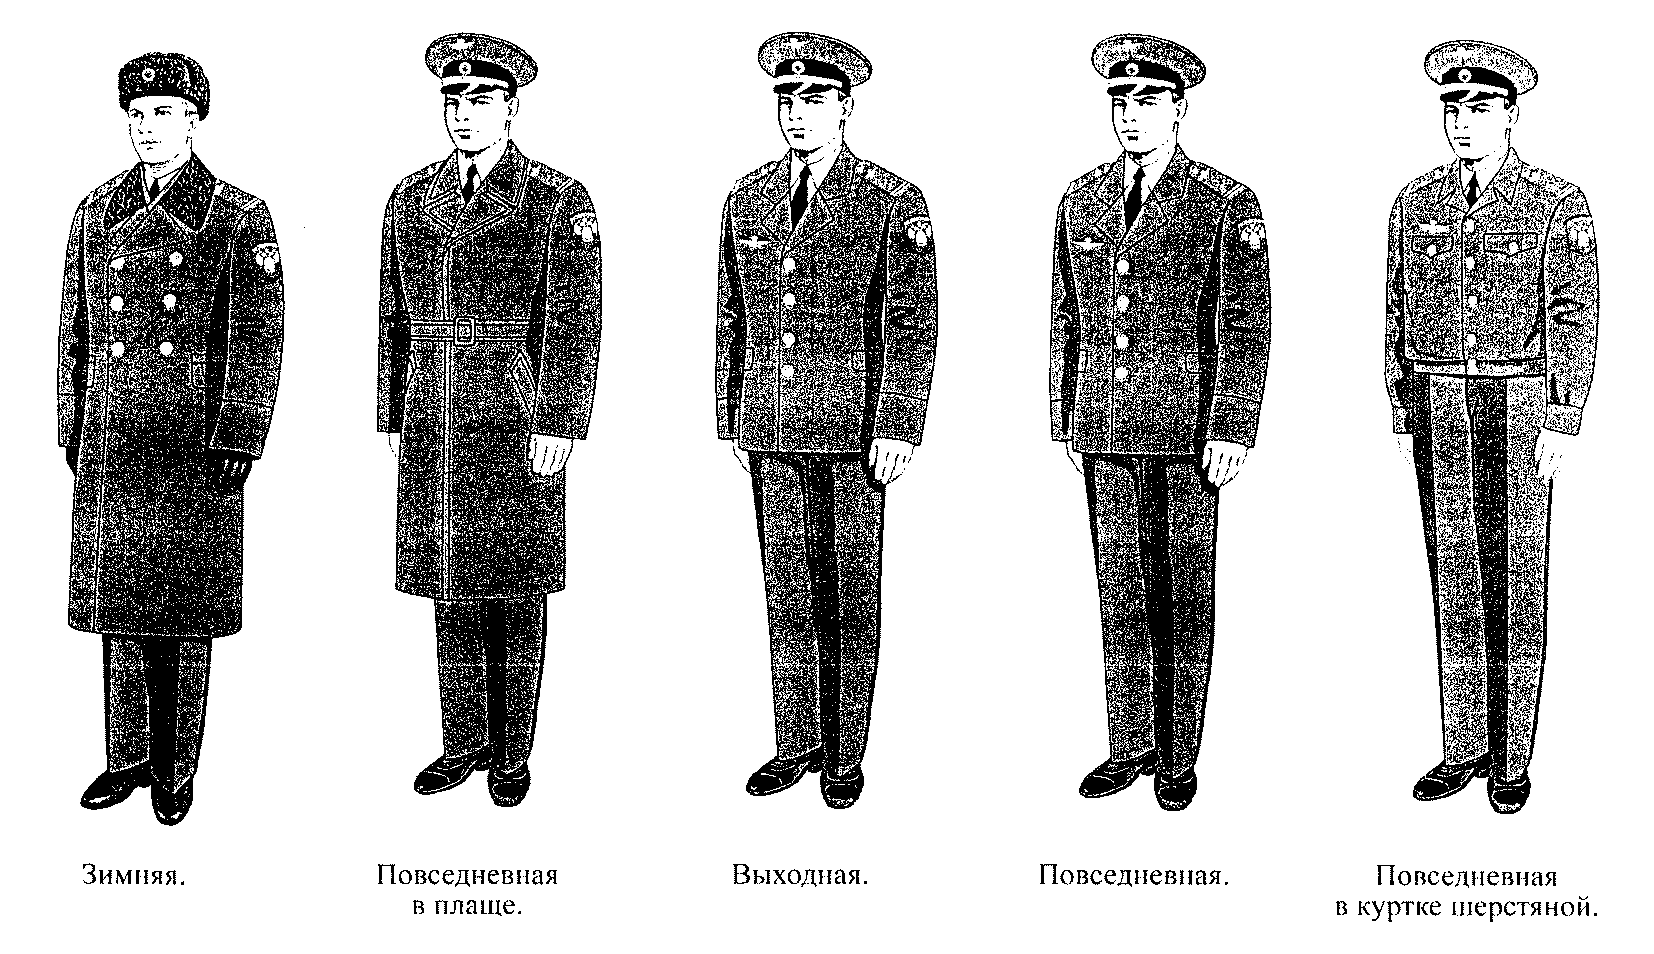 Зимняя.
Повседневная
в плаще.
Выходная.
Повседневная.
Повседневная
в куртке шерстяной.